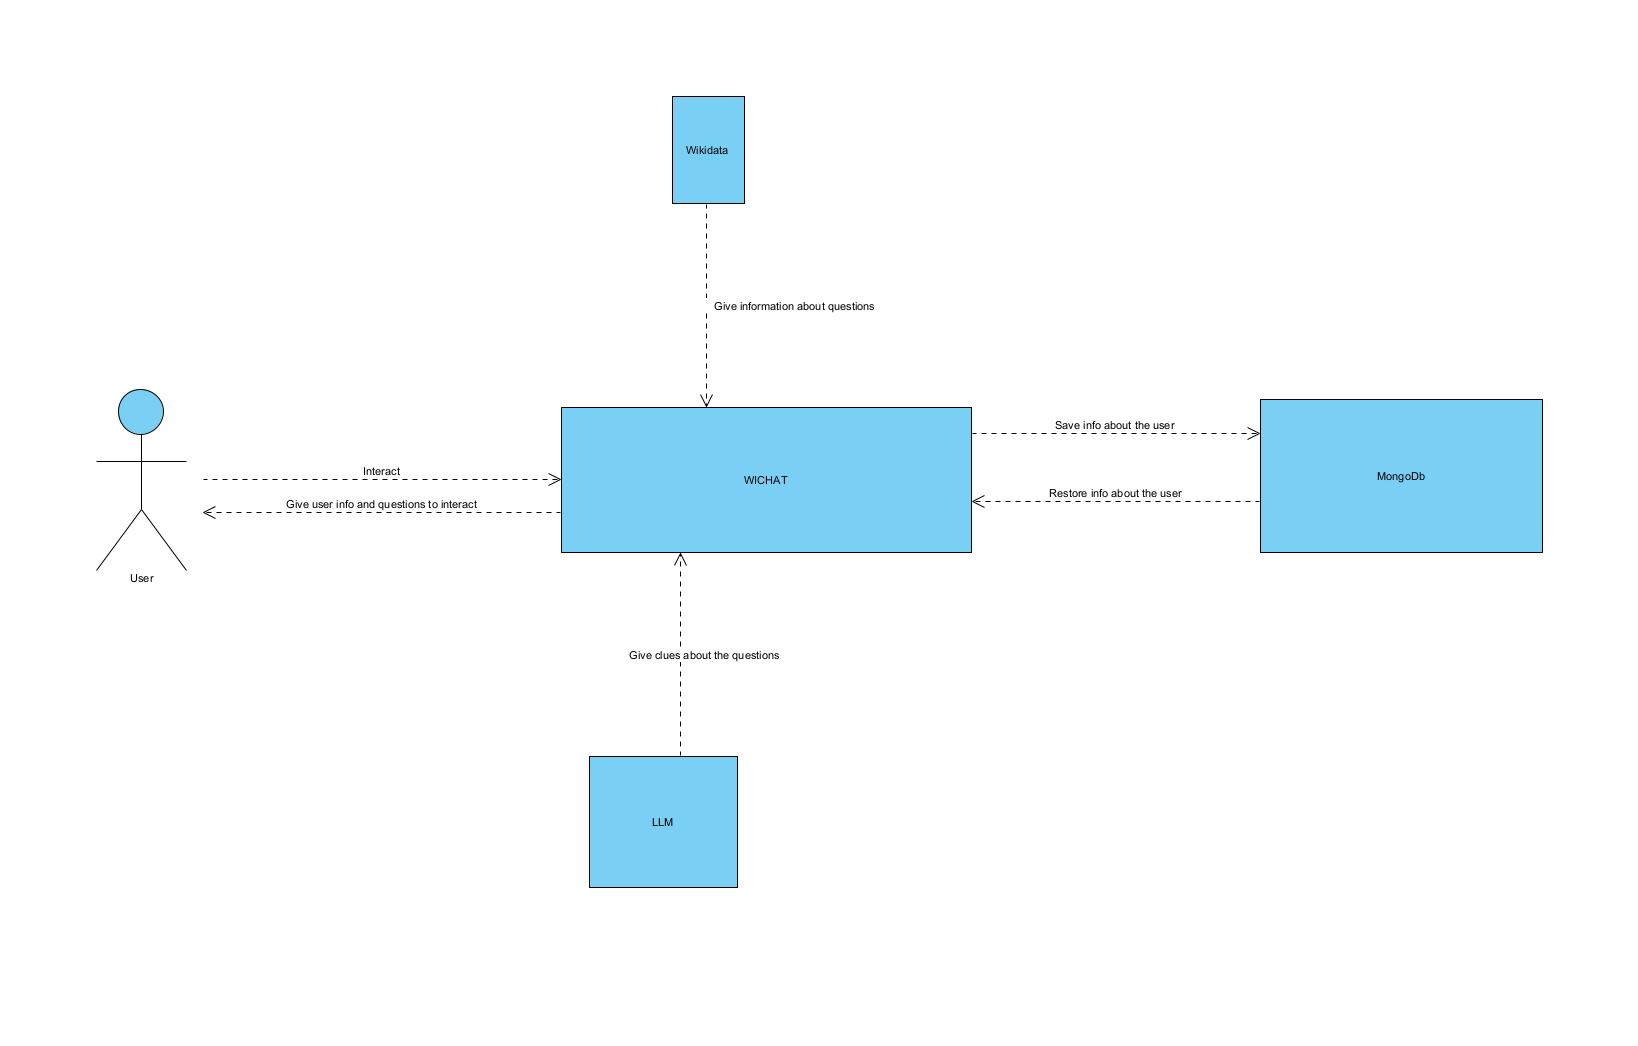 Wikidata
Give information about questions
Save info about the user
Interact
WICHAT
MongoDb
Restore info about the user
Give user info and questions to interact
User
Give clues about the questions
LLM